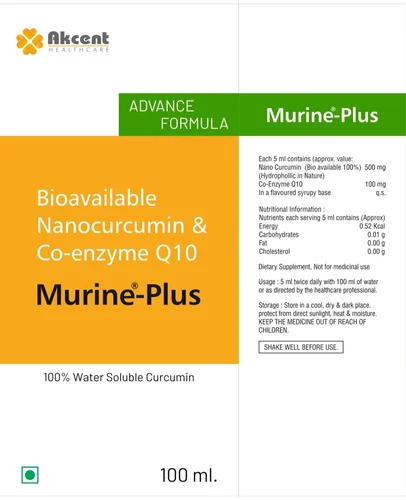 Akcent
HEALTHCARE
ADVANCE
FORMULA
Bioavailable
Nanocurcumin &
Co-enzyme Q10
Murine®-Plus
100% Water Soluble Curcumin
100 ml.
Murine®-Plus
Each 5 ml contains (approx. value:
Nano Curcumin (Bio available 100%) 500 mg
(Hydrophollic in Nature)
Co-Enzyme Q10 100 mg
In a flavoured syrupy base q.s.
Nutritional Information :
Nutrients each serving 5 ml contains (Approx)
Energy 0.52 Kcal
Carbohydrates 0.01 g
Fat 0.00 g
Cholesterol 0.00 g
Dietary Supplement, Not for medicinal use
Usage : 5 ml twice daily with 100 ml of water
or as directed by the healthcare professional.
Storage : Store in a cool, dry & dark place.
protect from direct sunlight, heat & moisture.
KEEP THE MEDICINE OUT OF REACH OF
CHILDREN.
SHAKE WELL BEFORE USE.